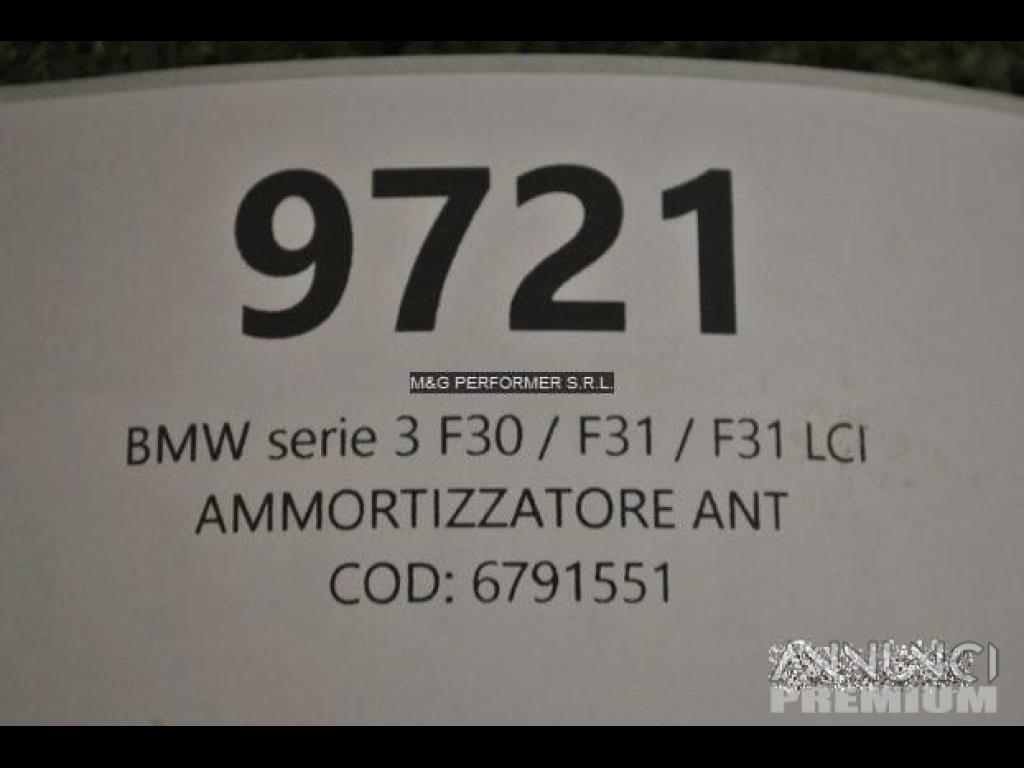 9721
M&G PERFORMER S.R.L.
BMW serie 3 F30 / F31 / F31 LCI
AMMORTIZZATORE ANT
COD: 6791551
ANNUNCI
PREMIUM